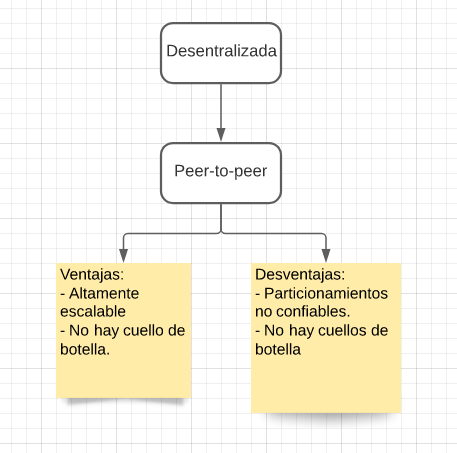 Desentralizada
Peer-to-peer
Ventajas:
- Altamente
escalable
- No hay cuello de
botella.
Desventajas:
- Particionamientos
no confiables.
- No hay cuellos de
botella